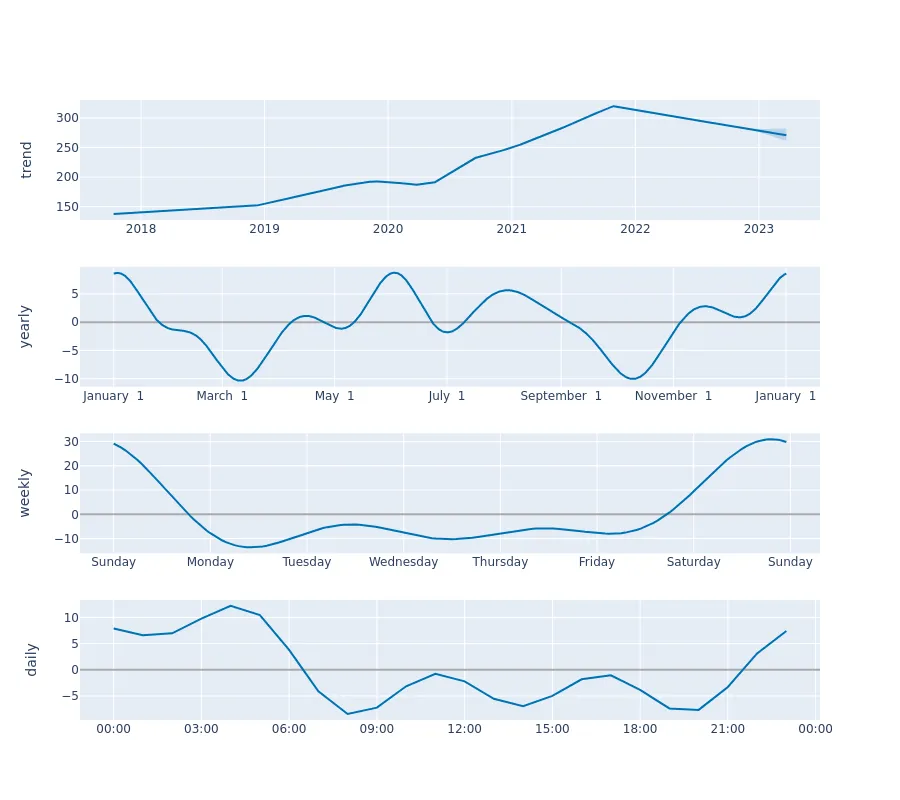 trend
300
250
200
150
2018 2019 2020 2021 2022 2023
yearly
5
0
−5
−10
January 1 March 1 May 1 July 1 September 1 November 1 January 1
weekly
30
20
10
0
−10
Sunday Monday Tuesday Wednesday Thursday Friday Saturday Sunday
daily
10
5
0
−5
00:00 03:00 06:00 09:00 12:00 15:00 18:00 21:00 00:00